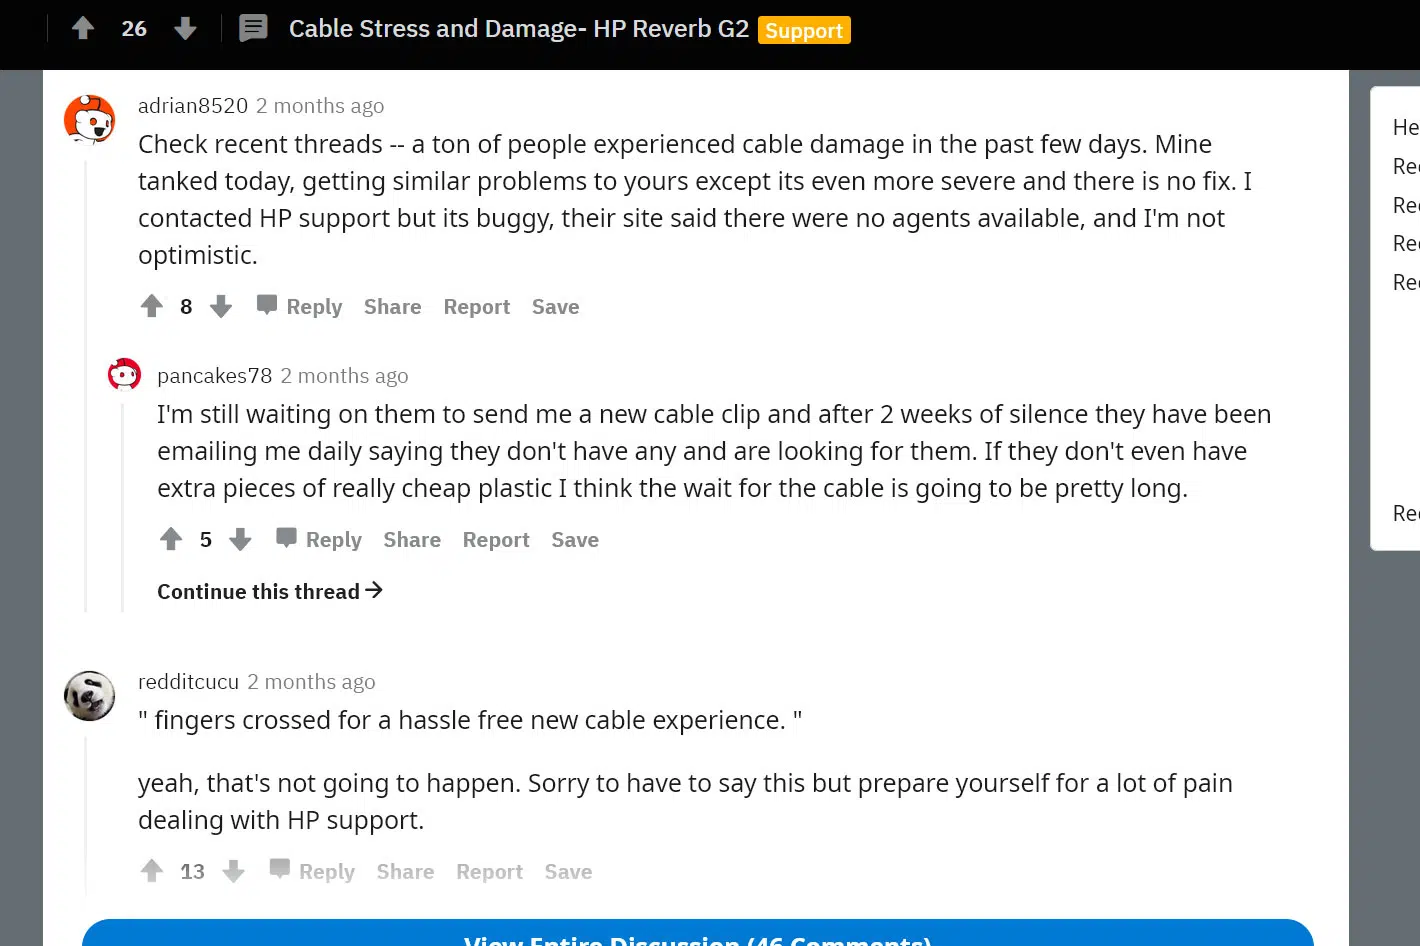 26 Cable Stress and Damage- HP Reverb G2 Support
adrian8520 2 months ago
Check recent threads -- a ton of people experienced cable damage in the past few days. Mine
tanked today, getting similar problems to yours except its even more severe and there is no fix. I
contacted HP support but its buggy, their site said there were no agents available, and I'm not
optimistic.
8 Reply Share Report Save
pancakes78 2 months ago
I'm still waiting on them to send me a new cable clip and after 2 weeks of silence they have been
emailing me daily saying they don't have any and are looking for them. If they don't even have
extra pieces of really cheap plastic I think the wait for the cable is going to be pretty long.
5 Reply Share Report Save
Continue this thread
redditcucu 2 months ago
" fingers crossed for a hassle free new cable experience. "
yeah, that's not going to happen. Sorry to have to say this but prepare yourself for a lot of pain
dealing with HP support.
13 Reply Share Report Save
View Entire Discussion (46 Comments)